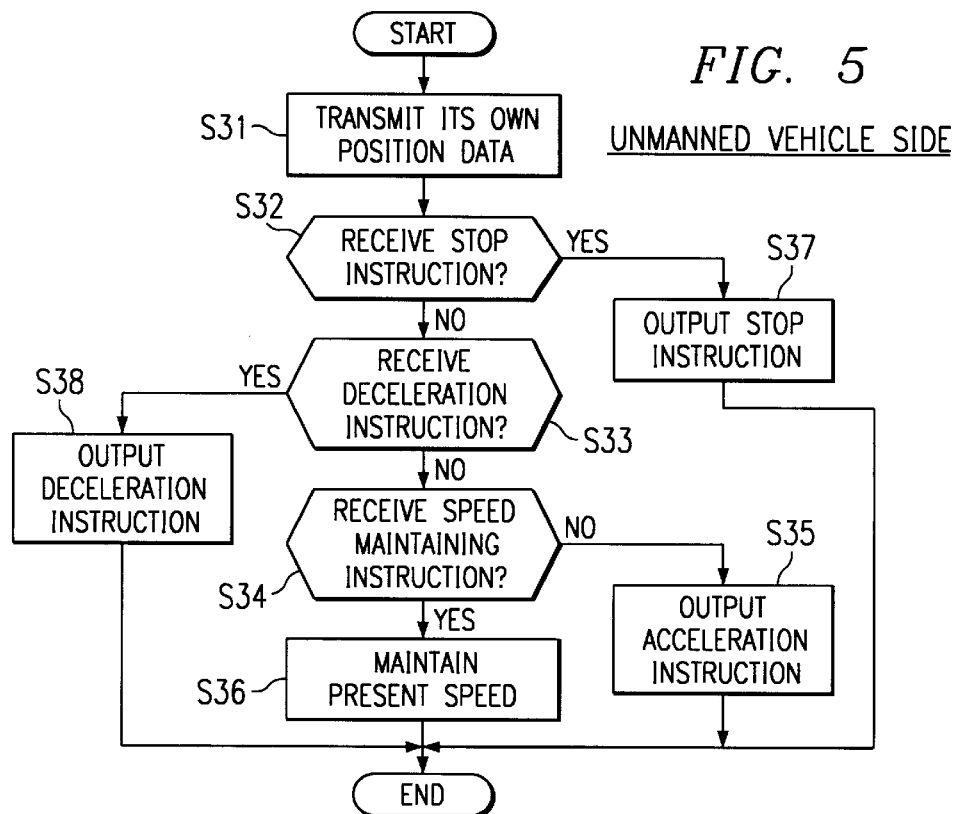 START
FIG. 5
UNMANNED VEHICLE SIDE
S31
TRANSMIT ITS OWN
POSITION DATA
S32
RECEIVE STOP
INSTRUCTION?
YES
S37
OUTPUT STOP
INSTRUCTION
NO
RECEIVE
DECELERATION
INSTRUCTION?
YES
S33
S38
OUTPUT
DECELERATION
INSTRUCTION
NO
RECEIVE SPEED
MAINTAINING
INSTRUCTION?
NO
S34
S35
OUTPUT
ACCELERATION
INSTRUCTION
YES
S36
MAINTAIN
PRESENT SPEED
END